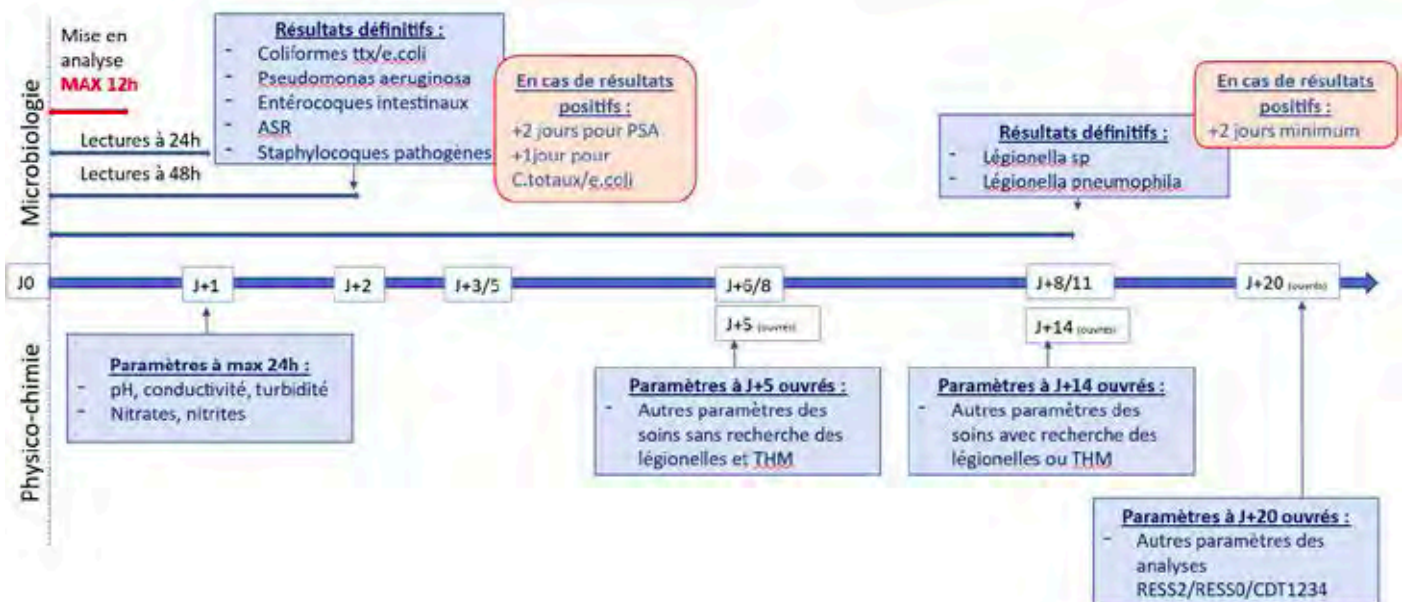 Microbiologie
Mise en
analyse
MAX 12h
Lectures à 24h
Lectures à 48h
Résultats définitifs :
- Coliformes ttx/e.coli
- Pseudomonas aeruginosa
- Entérocoques intestinaux
- ASR
- Staphylocoques pathogènes
En cas de résultats
positifs :
+2 jours pour PSA
+1jour pour
C.totaux/e.coli
Résultats définitifs :
- Légionella sp
- Légionella pneumophila
En cas de résultats
positifs :
+2 jours minimum
J0
J+1
J+2
J+3/5
J+6/8
J+8/11
J+20 (ouvrés)
J+5 (ouvrés)
J+14 (ouvrés)
Physico-chimie
Paramètres à max 24h :
- pH, conductivité, turbidité
- Nitrates, nitrites
Paramètres à J+5 ouvrés :
- Autres paramètres des
soins sans recherche des
légionelles et THM
Paramètres à J+14 ouvrés :
- Autres paramètres des
soins avec recherche des
légionelles ou THM
Paramètres à J+20 ouvrés :
- Autres paramètres des
analyses
RESS2/RESS0/CDT1234